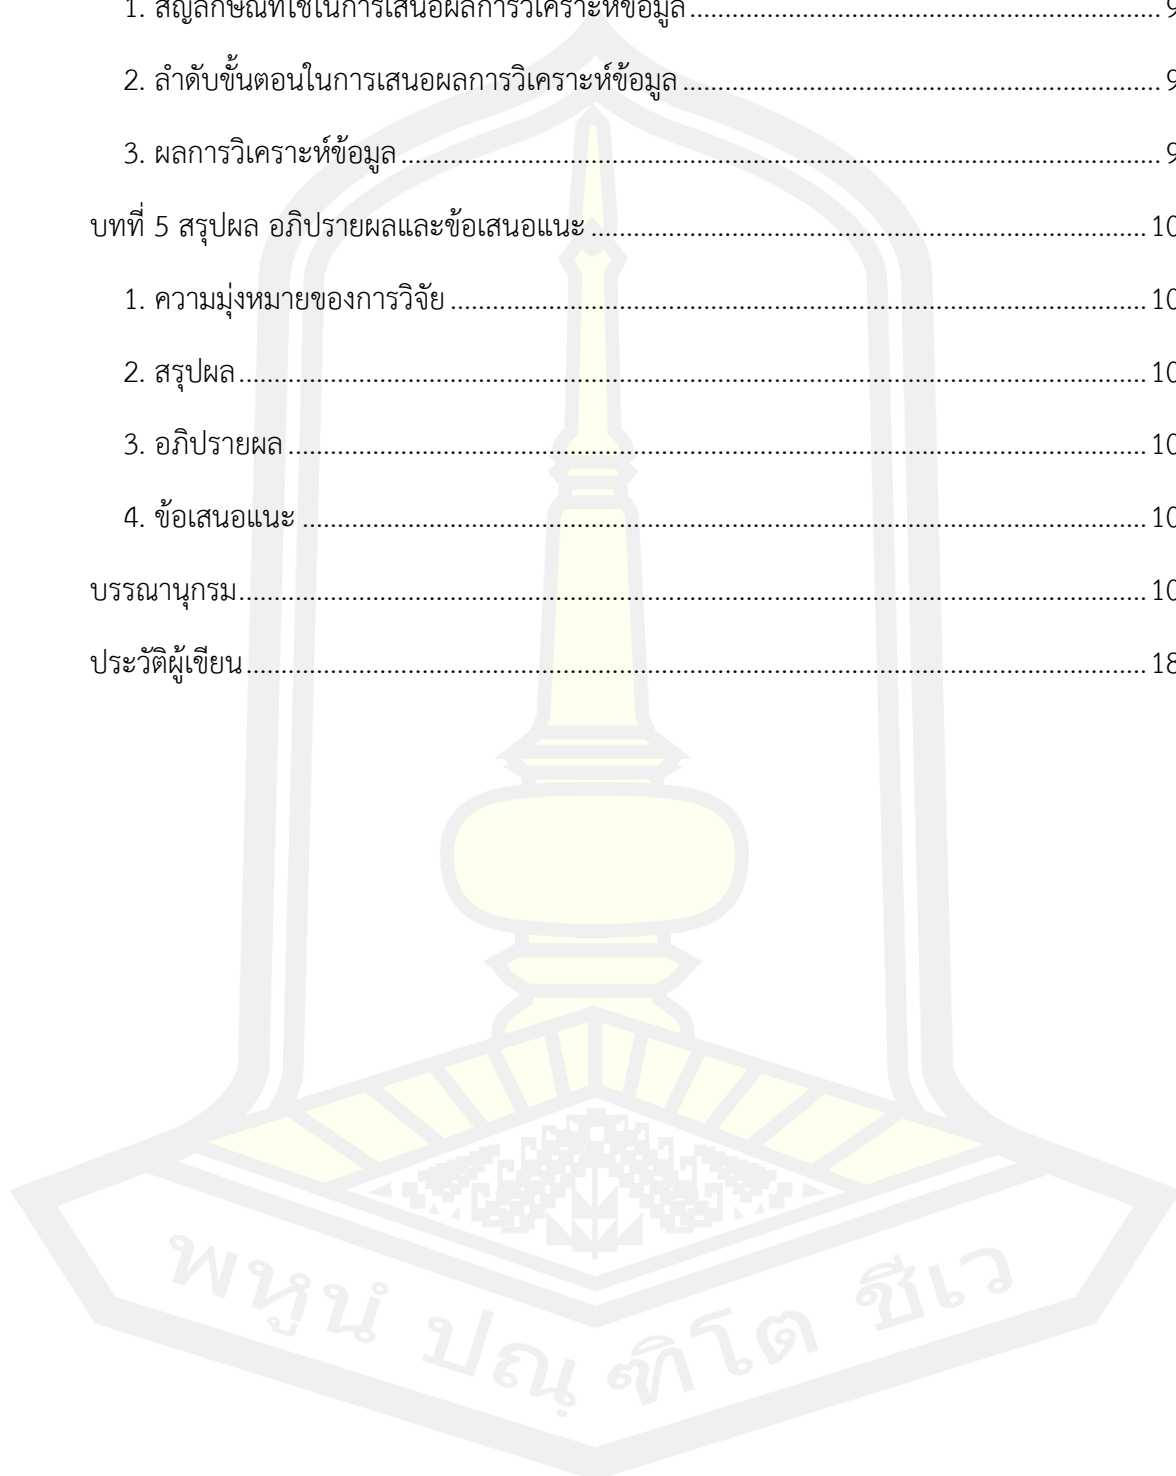 1. สัญลักษณ์ที่ใช้ในการเสนอผลการวิเคราะห์ข้อมูล.......................................................................... 9
2. ลำดับขั้นตอนในการเสนอผลการวิเคราะห์ข้อมูล.......................................................................... 9
3. ผลการวิเคราะห์ข้อมูล.......................................................................... 9
บทที่ 5 สรุปผล อภิปรายผลและข้อเสนอแนะ.......................................................................... 10
1. ความมุ่งหมายของการวิจัย.......................................................................... 10
2. สรุปผล.......................................................................... 10
3. อภิปรายผล.......................................................................... 10
4. ข้อเสนอแนะ.......................................................................... 10
บรรณานุกรม.......................................................................... 10
ประวัติผู้เขียน.......................................................................... 18
พหูนํ ปณฺฑิโต ชีเว